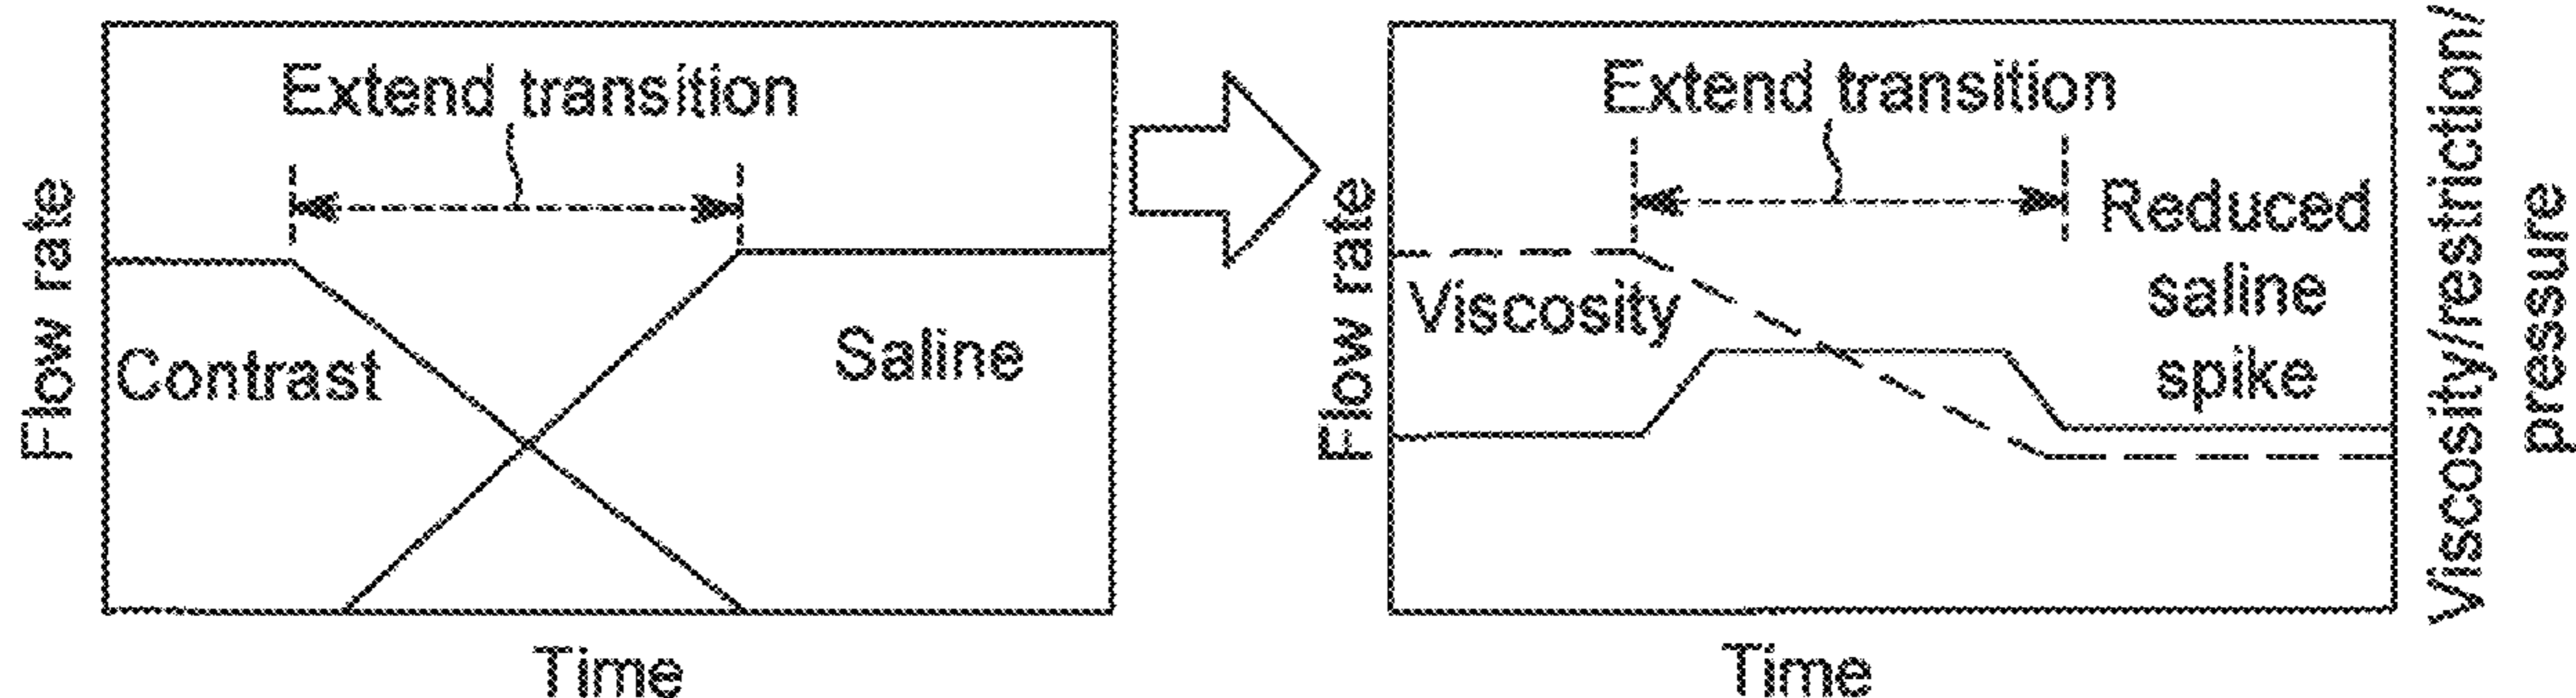 Extend transition
Flow rate
Contrast
Saline
Time
Extend transition
Flow rate
Viscosity
Reduced
saline
spike
Viscosity/restriction/
pressure
Time